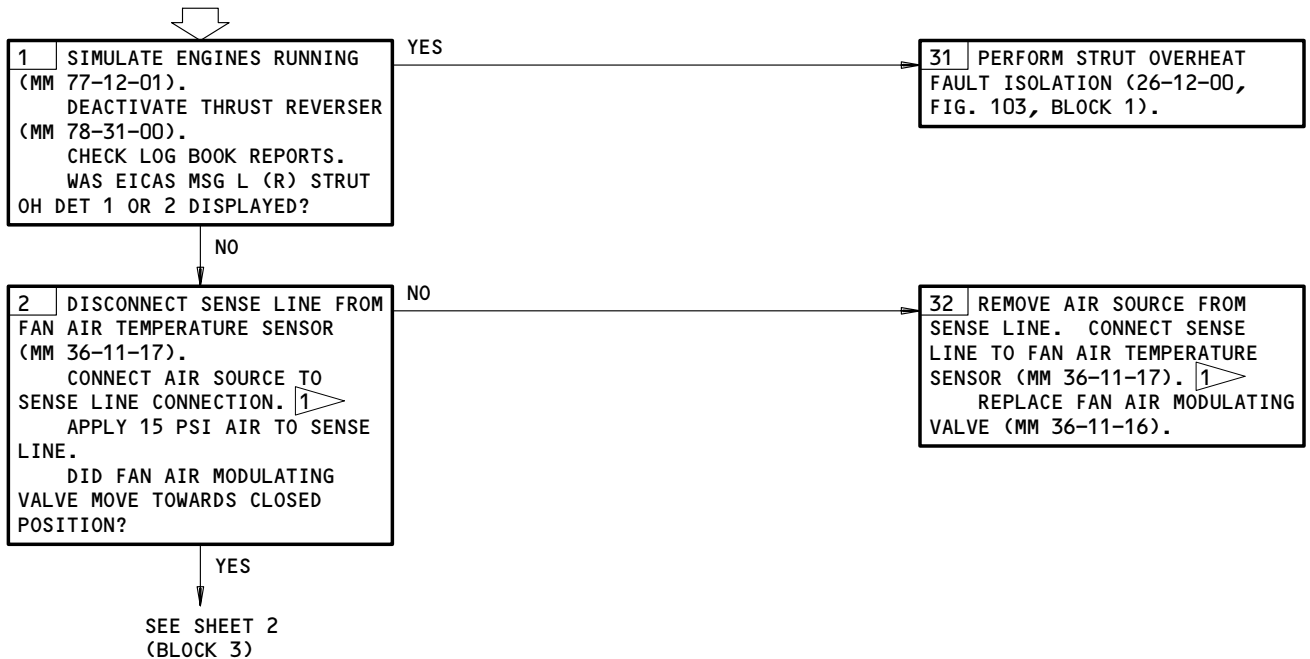 1 SIMULATE ENGINES RUNNING
(MM 77-12-01).
DEACTIVATE THRUST REVERSER
(MM 78-31-00).
CHECK LOG BOOK REPORTS.
WAS EICAS MSG L (R) STRUT
OH DET 1 OR 2 DISPLAYED?
YES
31 PERFORM STRUT OVERHEAT
FAULT ISOLATION (26-12-00,
FIG. 103, BLOCK 1).
NO
2 DISCONNECT SENSE LINE FROM
FAN AIR TEMPERATURE SENSOR
(MM 36-11-17).
CONNECT AIR SOURCE TO
SENSE LINE CONNECTION. 1
APPLY 15 PSI AIR TO SENSE
LINE.
DID FAN AIR MODULATING
VALVE MOVE TOWARDS CLOSED
POSITION?
NO
32 REMOVE AIR SOURCE FROM
SENSE LINE. CONNECT SENSE
LINE TO FAN AIR TEMPERATURE
SENSOR (MM 36-11-17). 1
REPLACE FAN AIR MODULATING
VALVE (MM 36-11-16).
YES
SEE SHEET 2
(BLOCK 3)